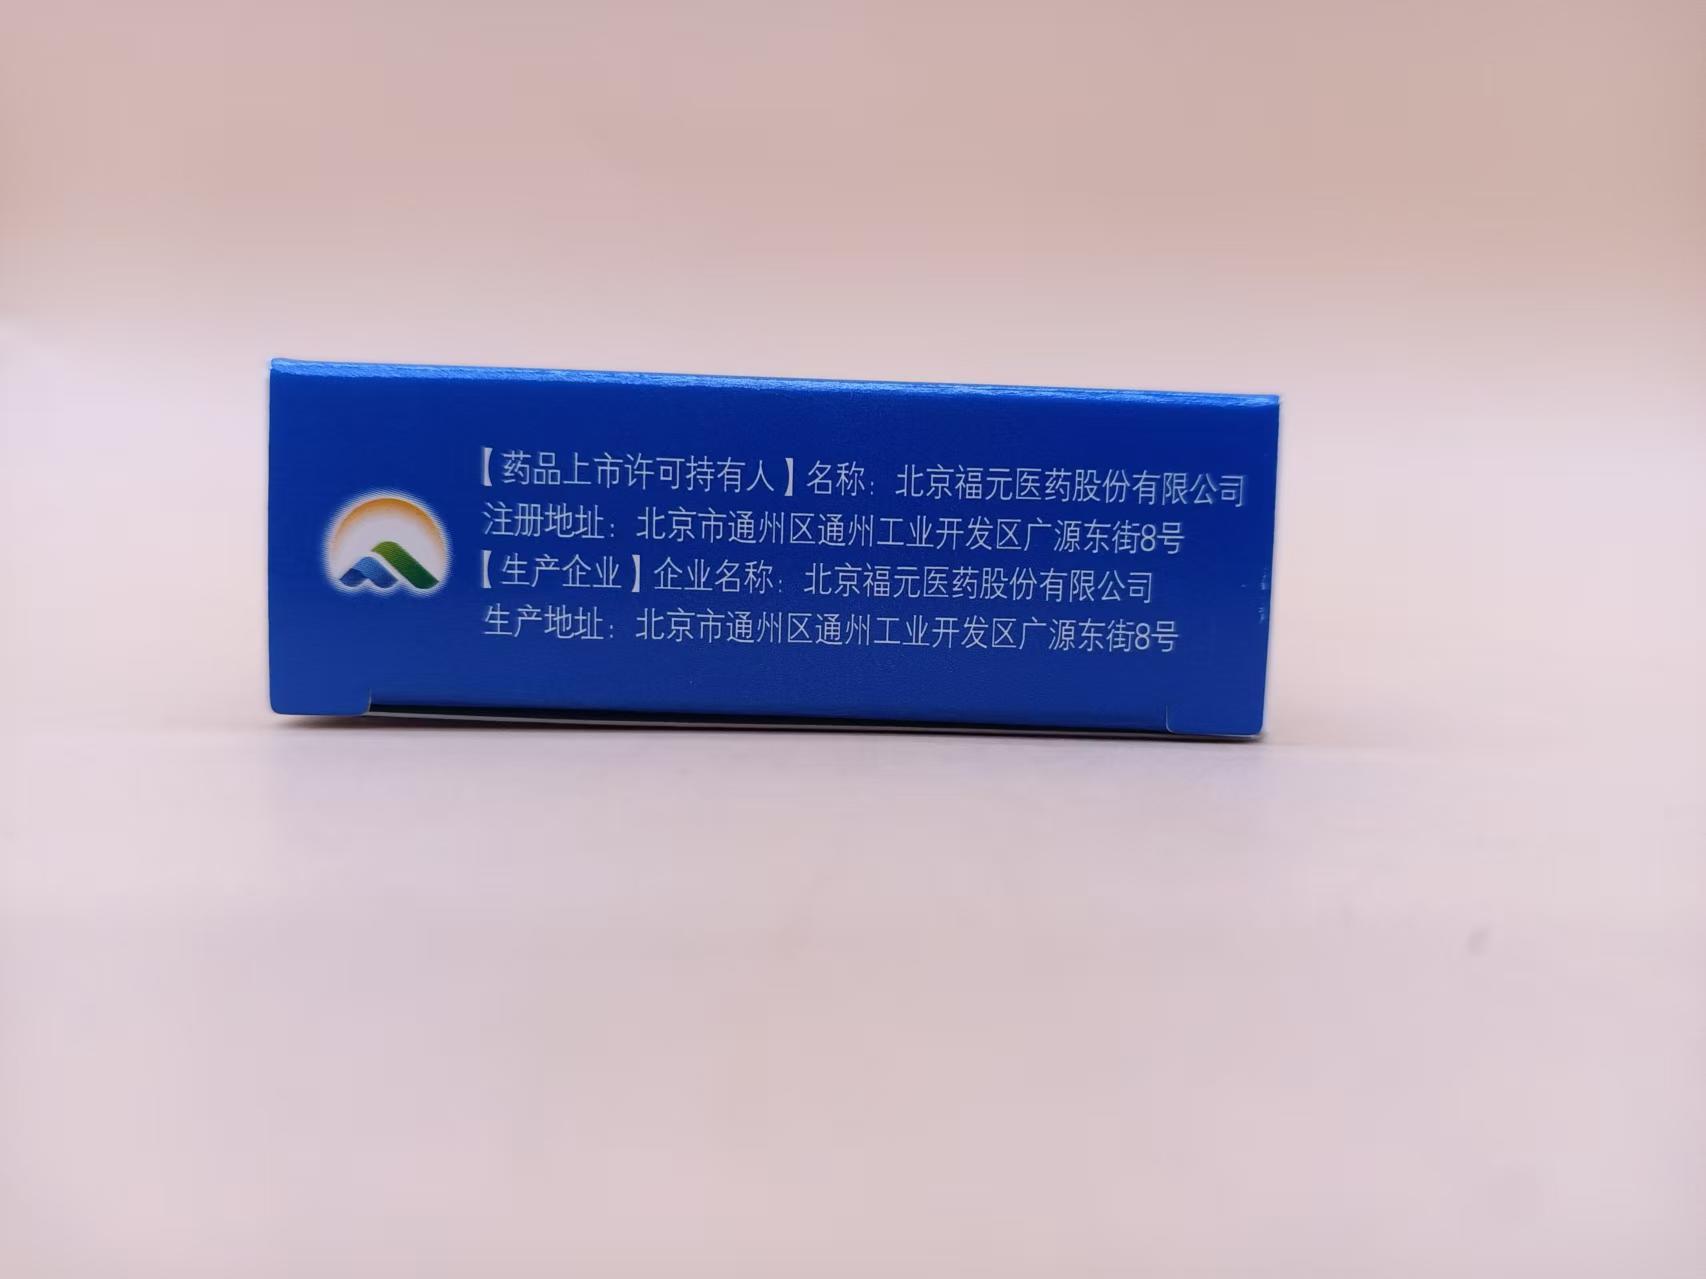 【药品上市许可持有人】名称：北京福元医药股份有限公司
注册地址：北京市通州区通州工业开发区广源东街8号
【生产企业】企业名称：北京福元医药股份有限公司
生产地址：北京市通州区通州工业开发区广源东街8号